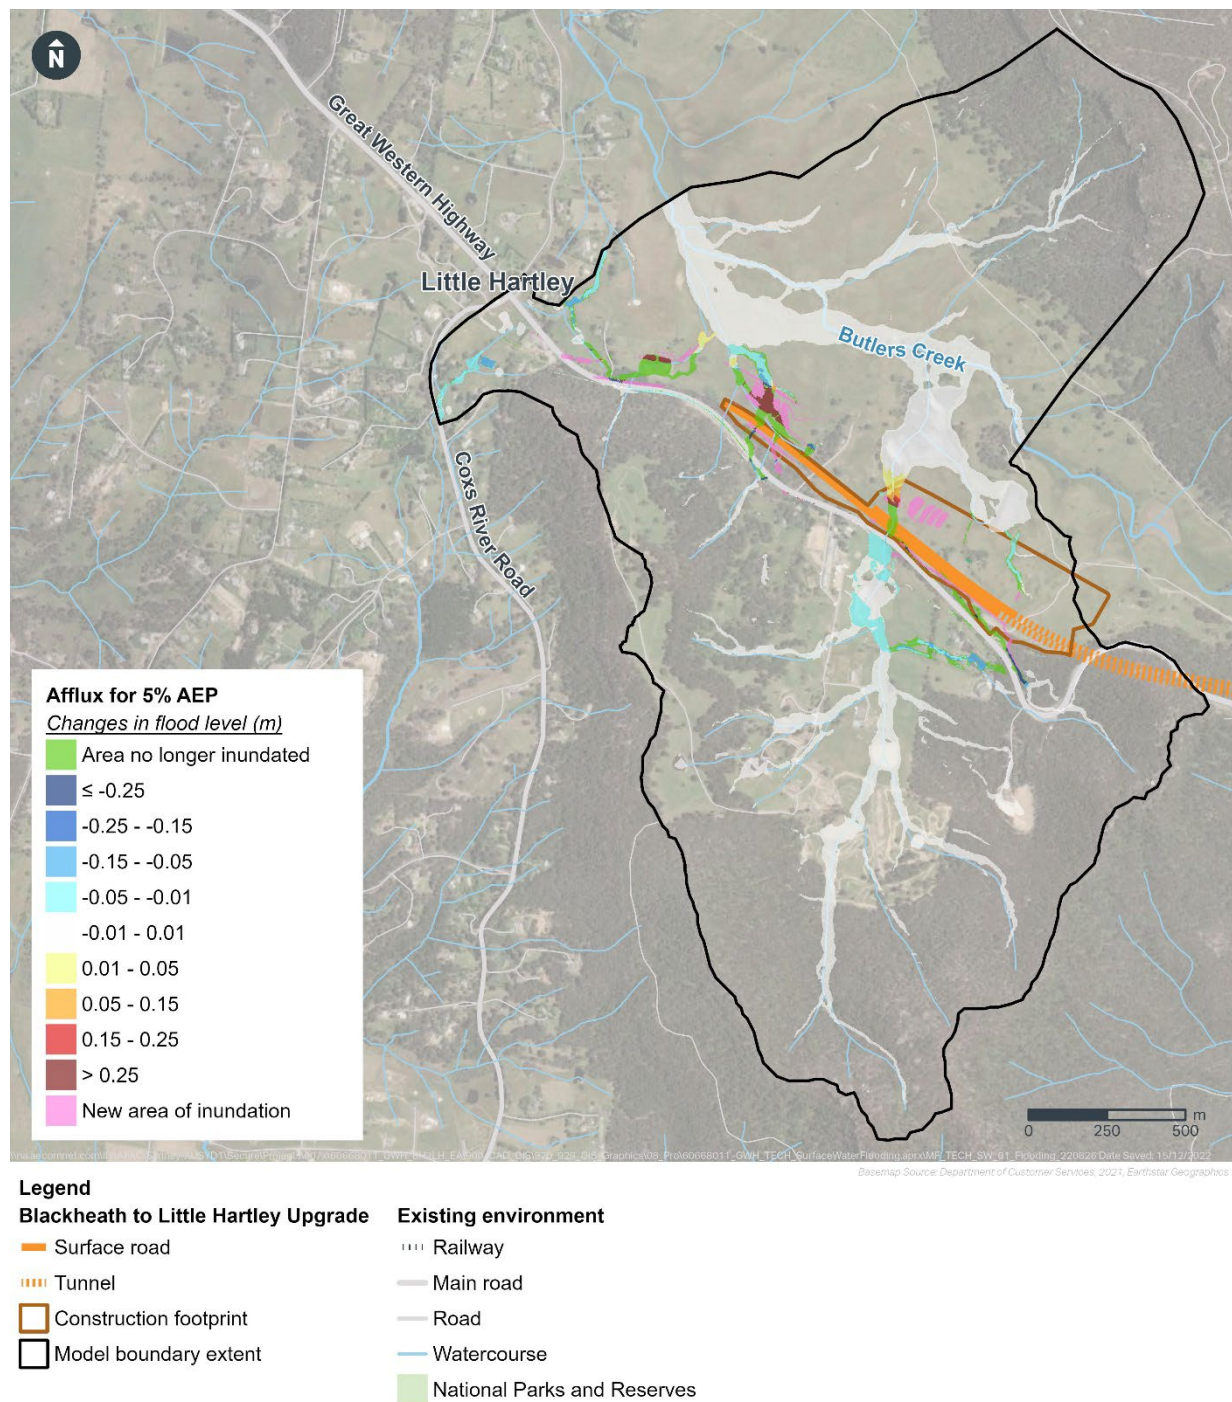 N
Great Western Highway
Little Hartley
Butlers Creek
Coxs River Road
Afflux for 5% AEP
Changes in flood level (m)
Area no longer inundated
≤ -0.25
-0.25 - -0.15
-0.15 - -0.05
-0.05 - -0.01
-0.01 - 0.01
0.01 - 0.05
0.05 - 0.15
0.15 - 0.25
> 0.25
New area of inundation
m
0 250 500
Date Saved: 15/12/2022
Basemap Source: Department of Customer Services, 2021, Earthstar Geographics
Legend
Blackheath to Little Hartley Upgrade
Surface road
Tunnel
Construction footprint
Model boundary extent
Existing environment
Railway
Main road
Road
Watercourse
National Parks and Reserves